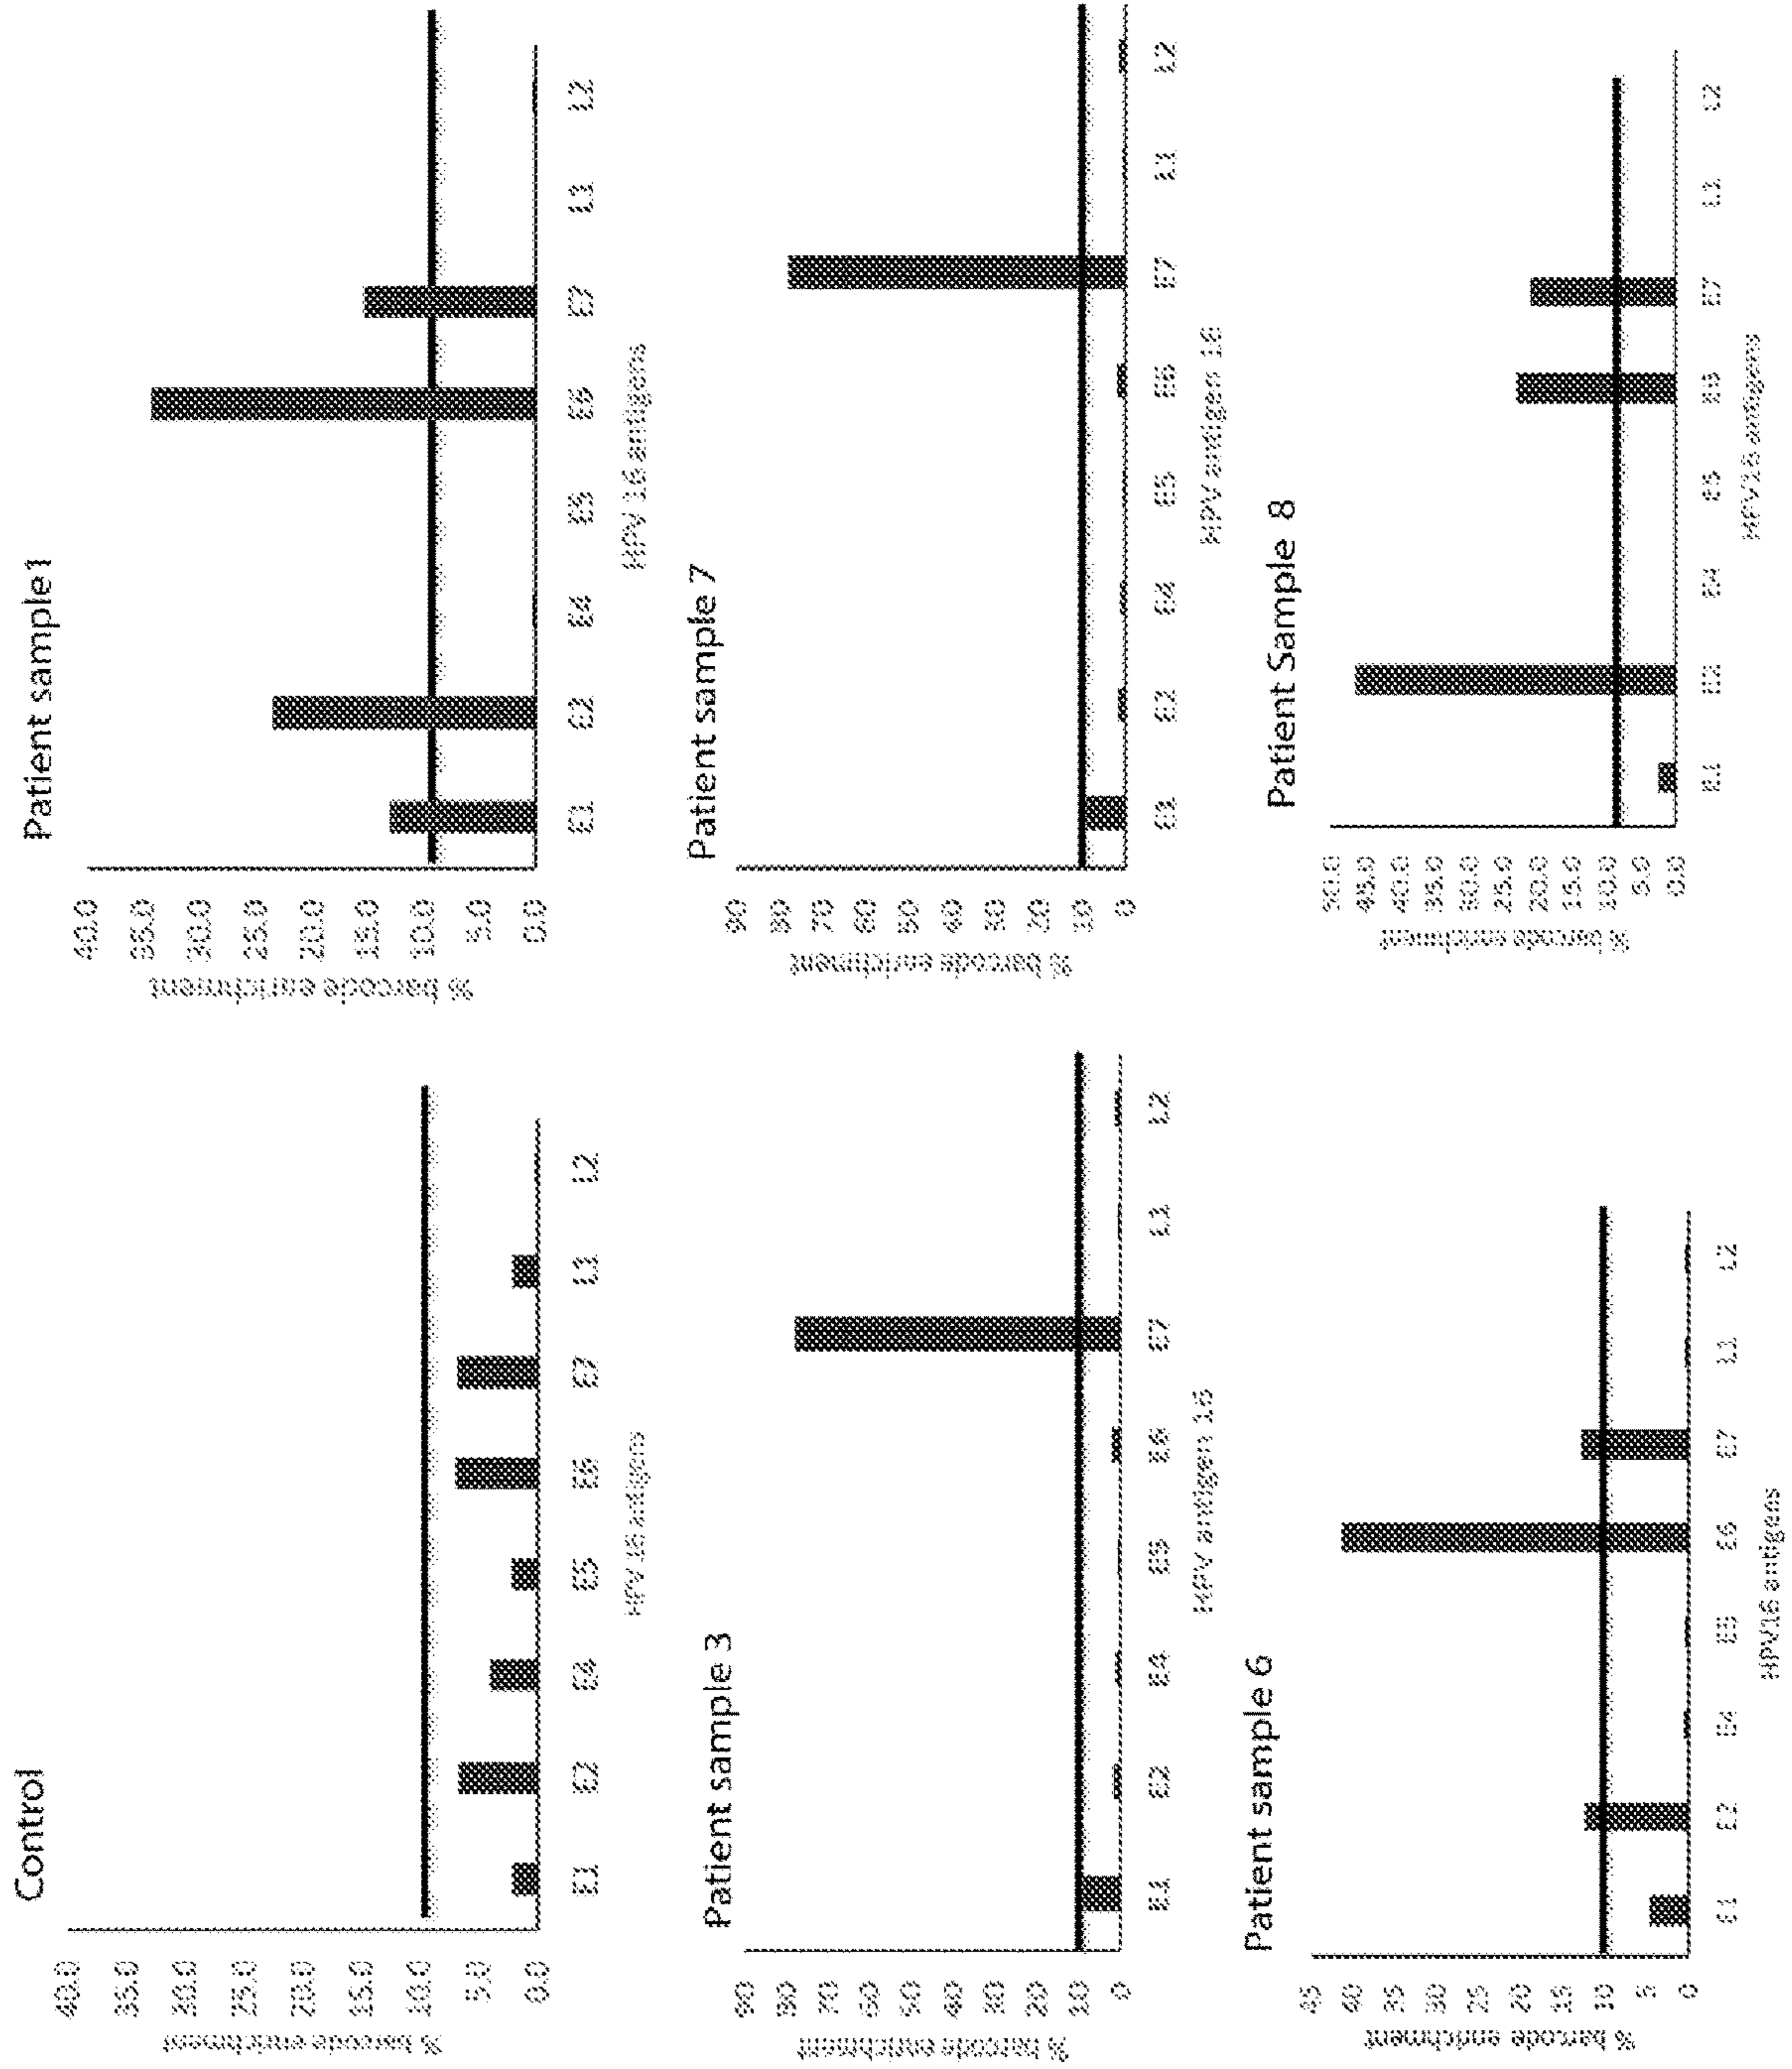 Control
% barcode enrichment
40.0
35.0
30.0
25.0
20.0
15.0
10.0
5.0
0.0
E1 E2 E4 E5 E6 E7 L1 L2
HPV 16 antigens
Patient sample1
% barcode enrichment
40.0
35.0
30.0
25.0
20.0
15.0
10.0
5.0
0.0
E1 E2 E4 E5 E6 E7 L1 L2
HPV 16 antigens
Patient sample 3
% barcode enrichment
90
80
70
60
50
40
30
20
10
0
E1 E2 E4 E5 E6 E7 L1 L2
HPV antigen 16
Patient sample 7
% barcode enrichment
90
80
70
60
50
40
30
20
10
0
E1 E2 E4 E5 E6 E7 L1 L2
HPV antigen 16
Patient sample 6
% barcode enrichment
45
40
35
30
25
20
15
10
5
0
E1 E2 E4 E5 E6 E7 L1 L2
HPV16 antigens
Patient Sample 8
% barcode enrichment
50.0
45.0
40.0
35.0
30.0
25.0
20.0
15.0
10.0
5.0
0.0
E1 E2 E4 E5 E6 E7 L1 L2
HPV16 antigens